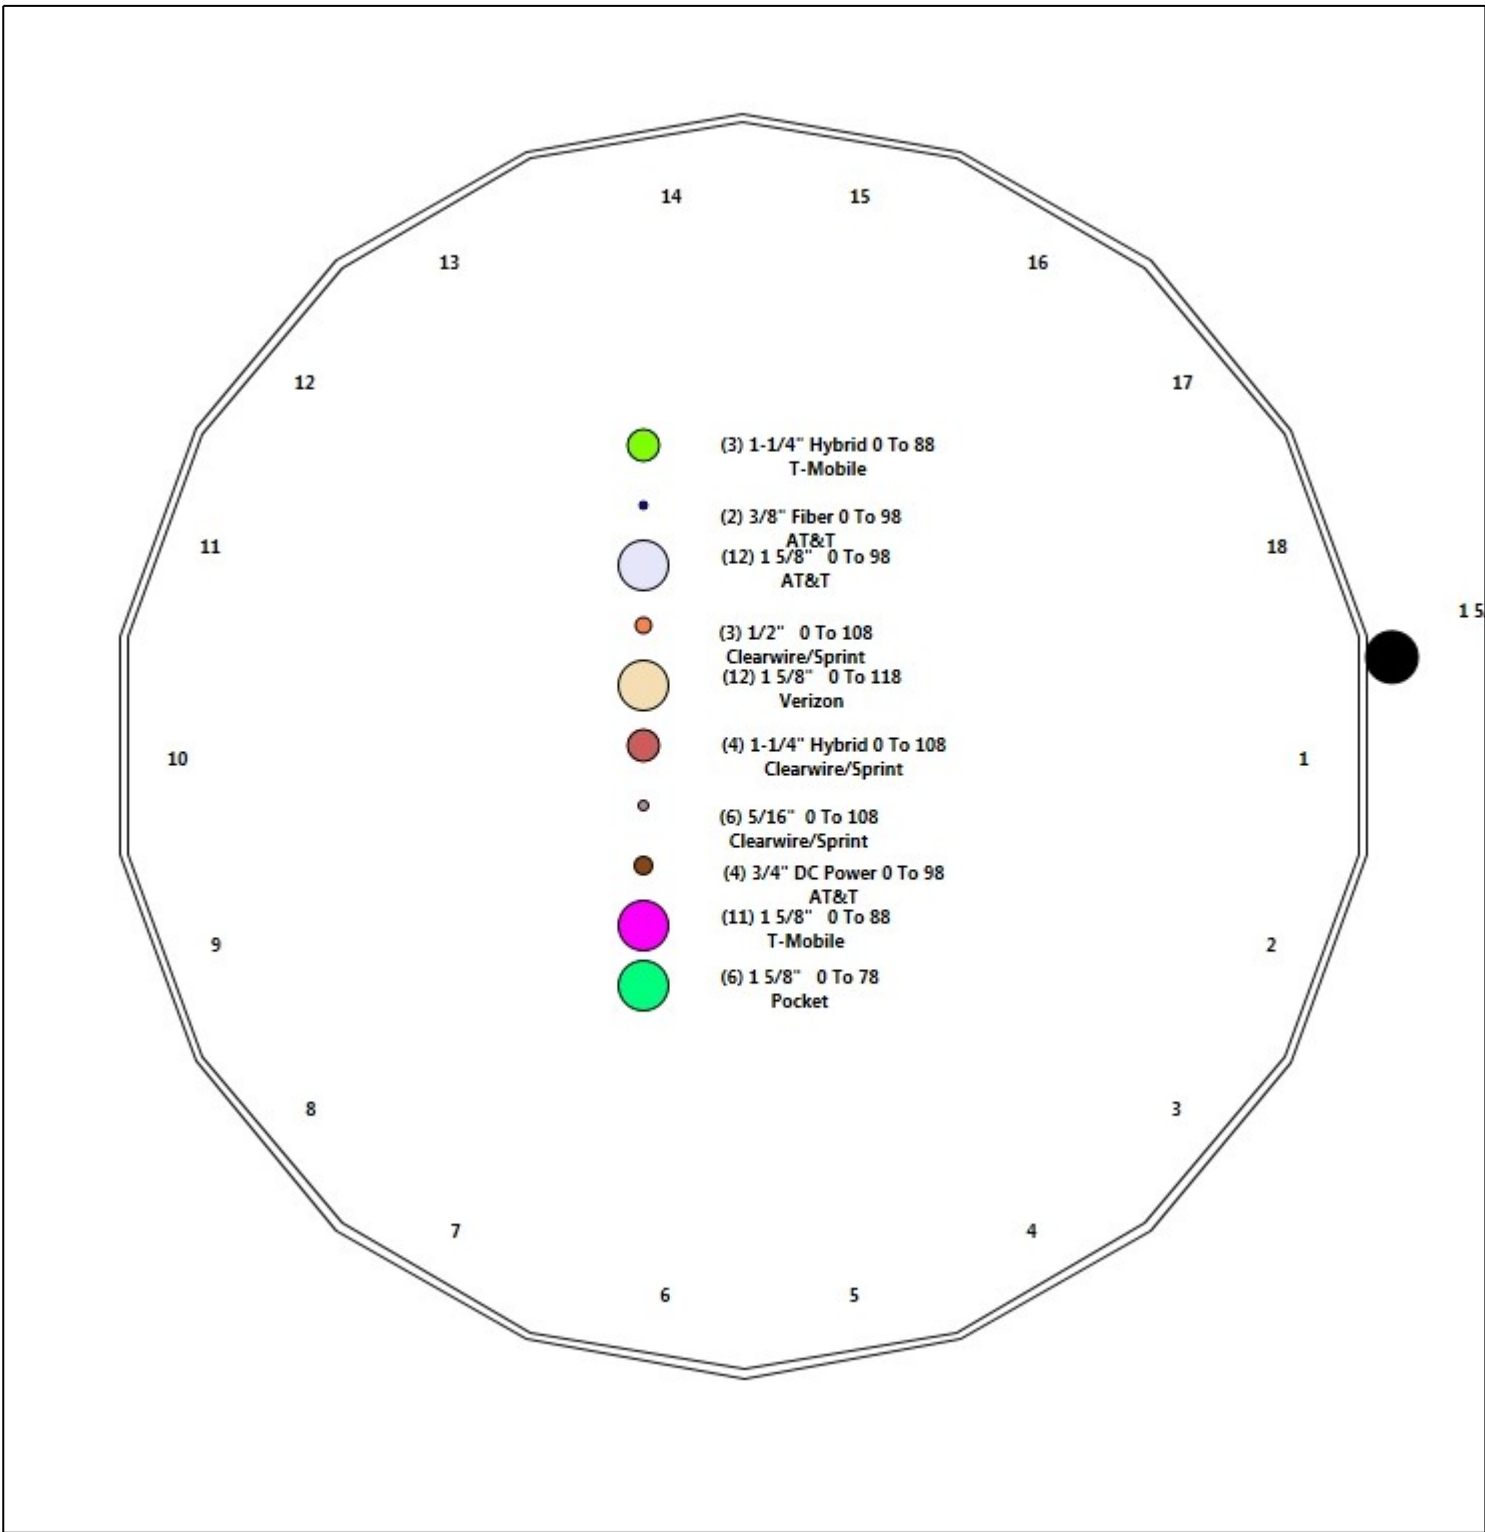 14
15
13
16
12
17
(3) 1-1/4" Hybrid 0 To 88
T-Mobile
(2) 3/8" Fiber 0 To 98
AT&T
(12) 1 5/8" 0 To 98
AT&T
11
18
1 5/
(3) 1/2" 0 To 108
Clearwire/Sprint
(12) 1 5/8" 0 To 118
Verizon
(4) 1-1/4" Hybrid 0 To 108
Clearwire/Sprint
10
1
(6) 5/16" 0 To 108
Clearwire/Sprint
(4) 3/4" DC Power 0 To 98
AT&T
(11) 1 5/8" 0 To 88
T-Mobile
9
2
(6) 1 5/8" 0 To 78
Pocket
8
3
7
4
6
5